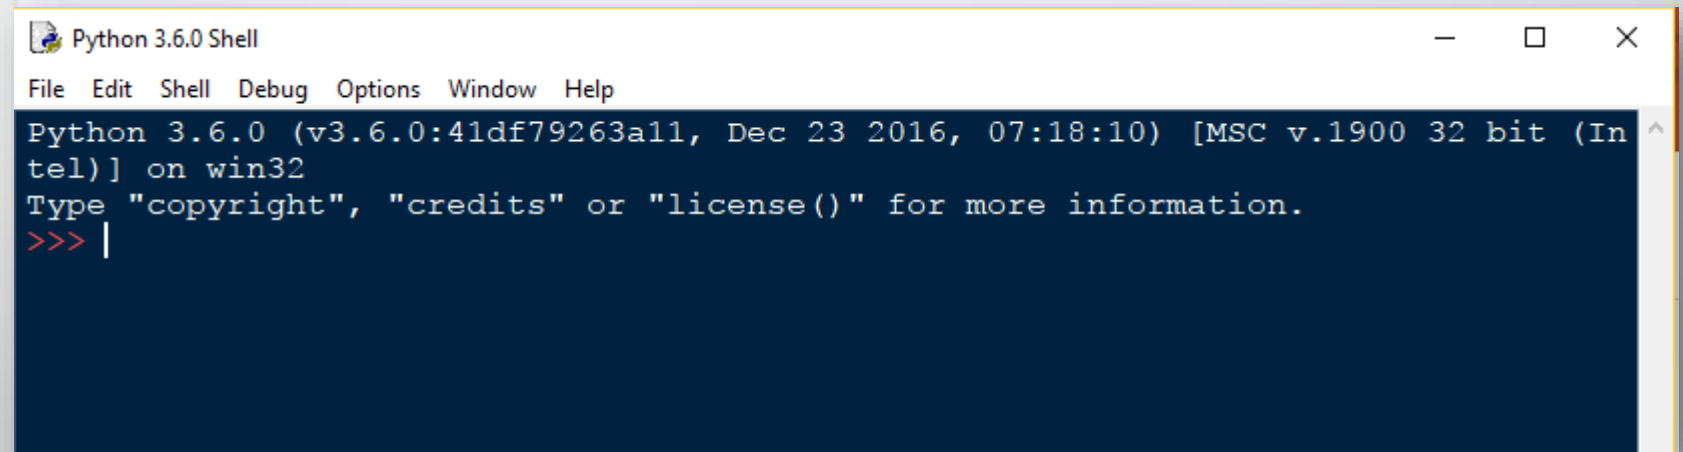 Python 3.6.0 Shell
File Edit Shell Debug Options Window Help
Python 3.6.0 (v3.6.0:41df79263a11, Dec 23 2016, 07:18:10) [MSC v.1900 32 bit (In
tel)] on win32
Type "copyright", "credits" or "license()" for more information.
>>>